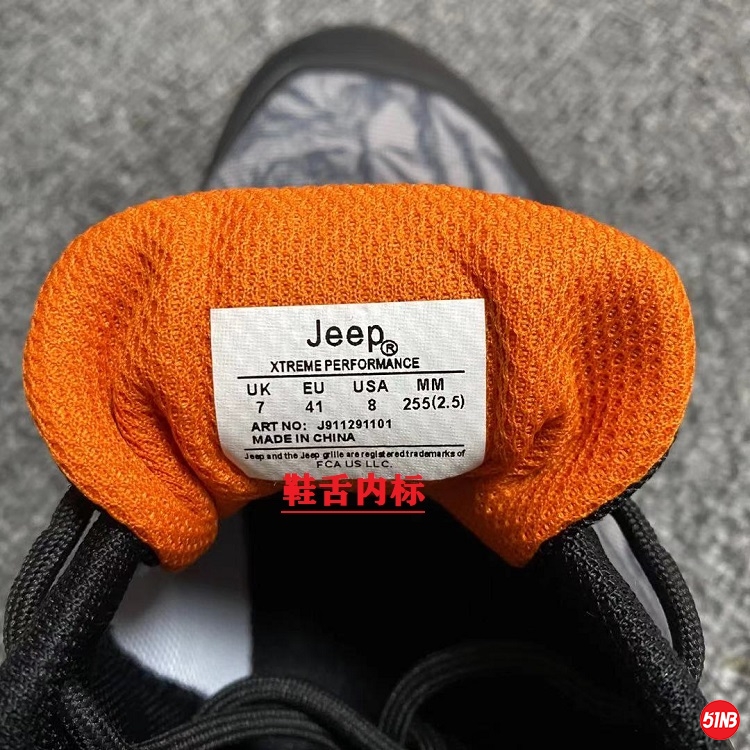 Jeep®
XTREME PERFORMANCE
UK EU USA MM
7 41 8 255(2.5)
ART NO: J911291101
MADE IN CHINA
Jeep and the Jeep grille are registered trademarks of
FCA US LLC.
鞋舌内标
51NB